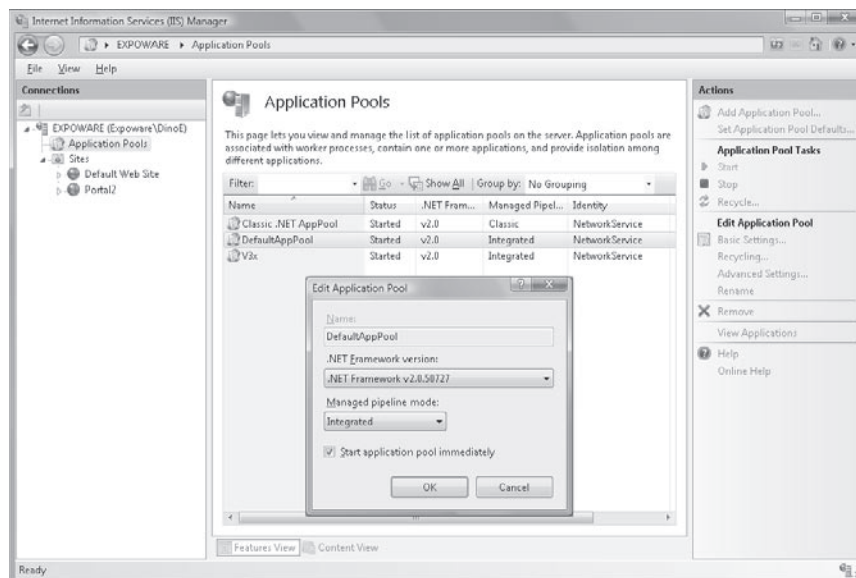 Internet Information Services (IIS) Manager
EXPOWARE ▸ Application Pools
File View Help
Connections
EXPOWARE (Expoware\DinoE)
Application Pools
Sites
Default Web Site
Portal2
Application Pools
This page lets you view and manage the list of application pools on the server. Application pools are
associated with worker processes, contain one or more applications, and provide isolation among
different applications.
Filter: Go Show All Group by: No Grouping
Name Status .NET Fram... Managed Pipel... Identity
Classic .NET AppPool Started v2.0 Classic NetworkService
DefaultAppPool Started v2.0 Integrated NetworkService
V3x Started v2.0 Integrated NetworkService
Edit Application Pool
Name:
DefaultAppPool
.NET Framework version:
.NET Framework v2.0.50727
Managed pipeline mode:
Integrated
Start application pool immediately
OK Cancel
Features View Content View
Actions
Add Application Pool...
Set Application Pool Defaults...
Application Pool Tasks
Start
Stop
Recycle...
Edit Application Pool
Basic Settings...
Recycling...
Advanced Settings...
Rename
Remove
View Applications
Help
Online Help
Ready